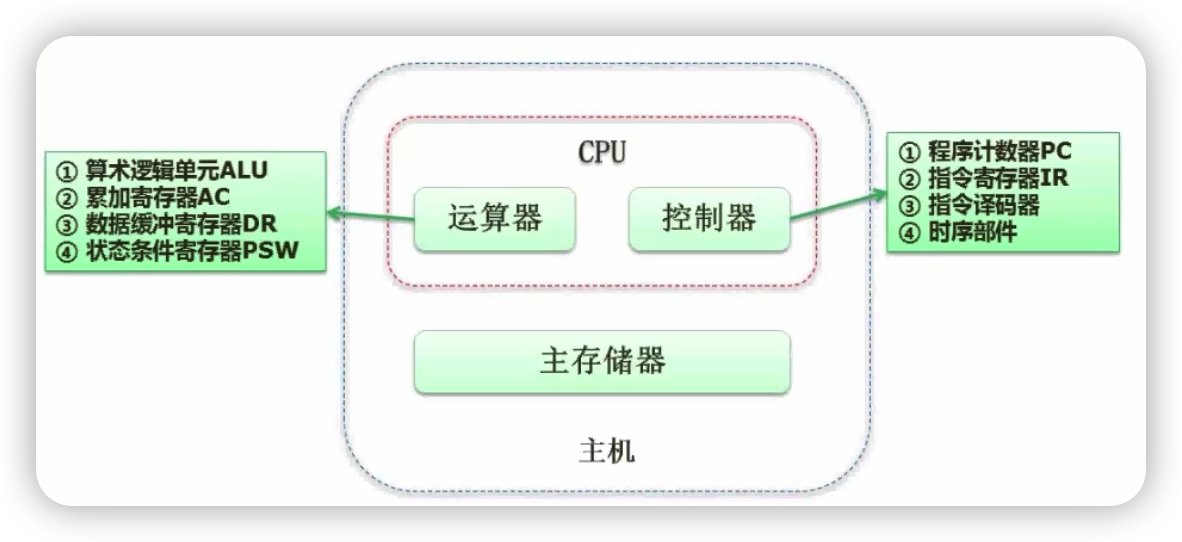 CPU
① 算术逻辑单元ALU
② 累加寄存器AC
③ 数据缓冲寄存器DR
④ 状态条件寄存器PSW
运算器
控制器
① 程序计数器PC
② 指令寄存器IR
③ 指令译码器
④ 时序部件
主存储器
主机